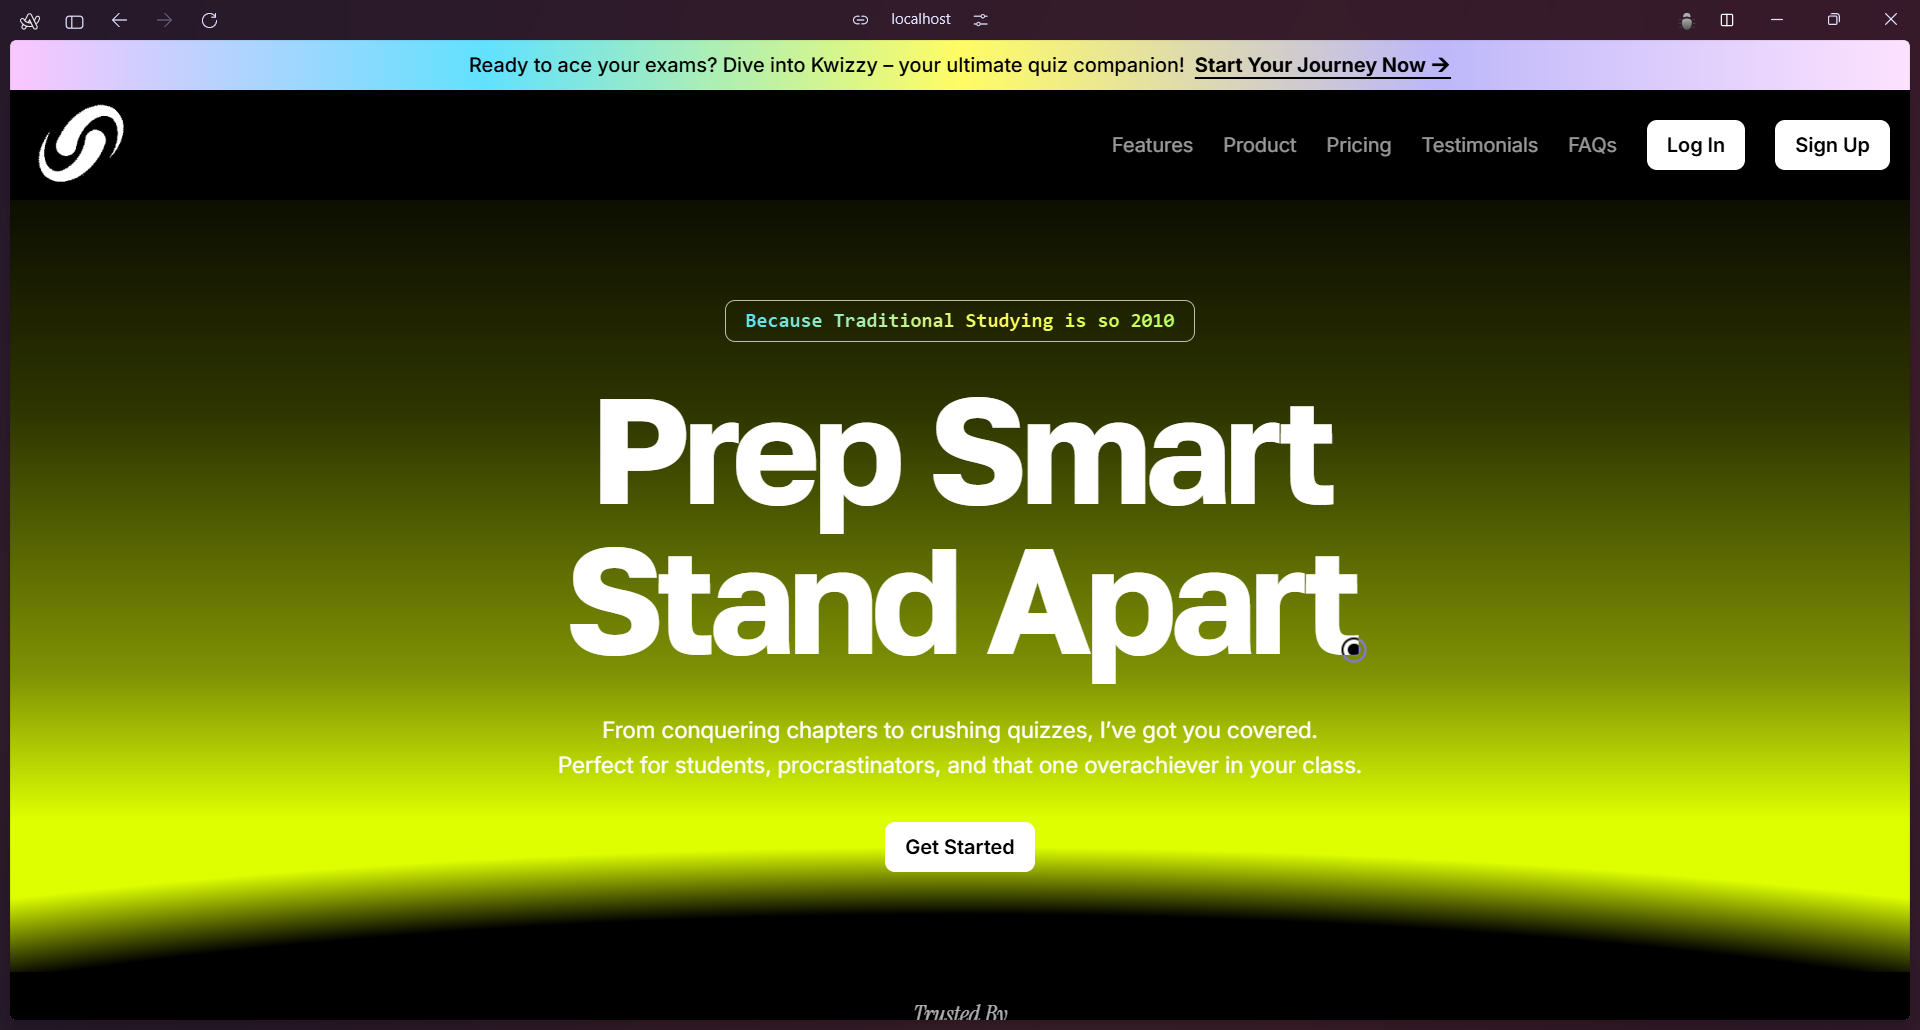 localhost
Ready to ace your exams? Dive into Kwizzy – your ultimate quiz companion! Start Your Journey Now →
Features Product Pricing Testimonials FAQs Log In Sign Up
Because Traditional Studying is so 2010
Prep Smart
Stand Apart
From conquering chapters to crushing quizzes, I’ve got you covered.
Perfect for students, procrastinators, and that one overachiever in your class.
Get Started
Trusted By